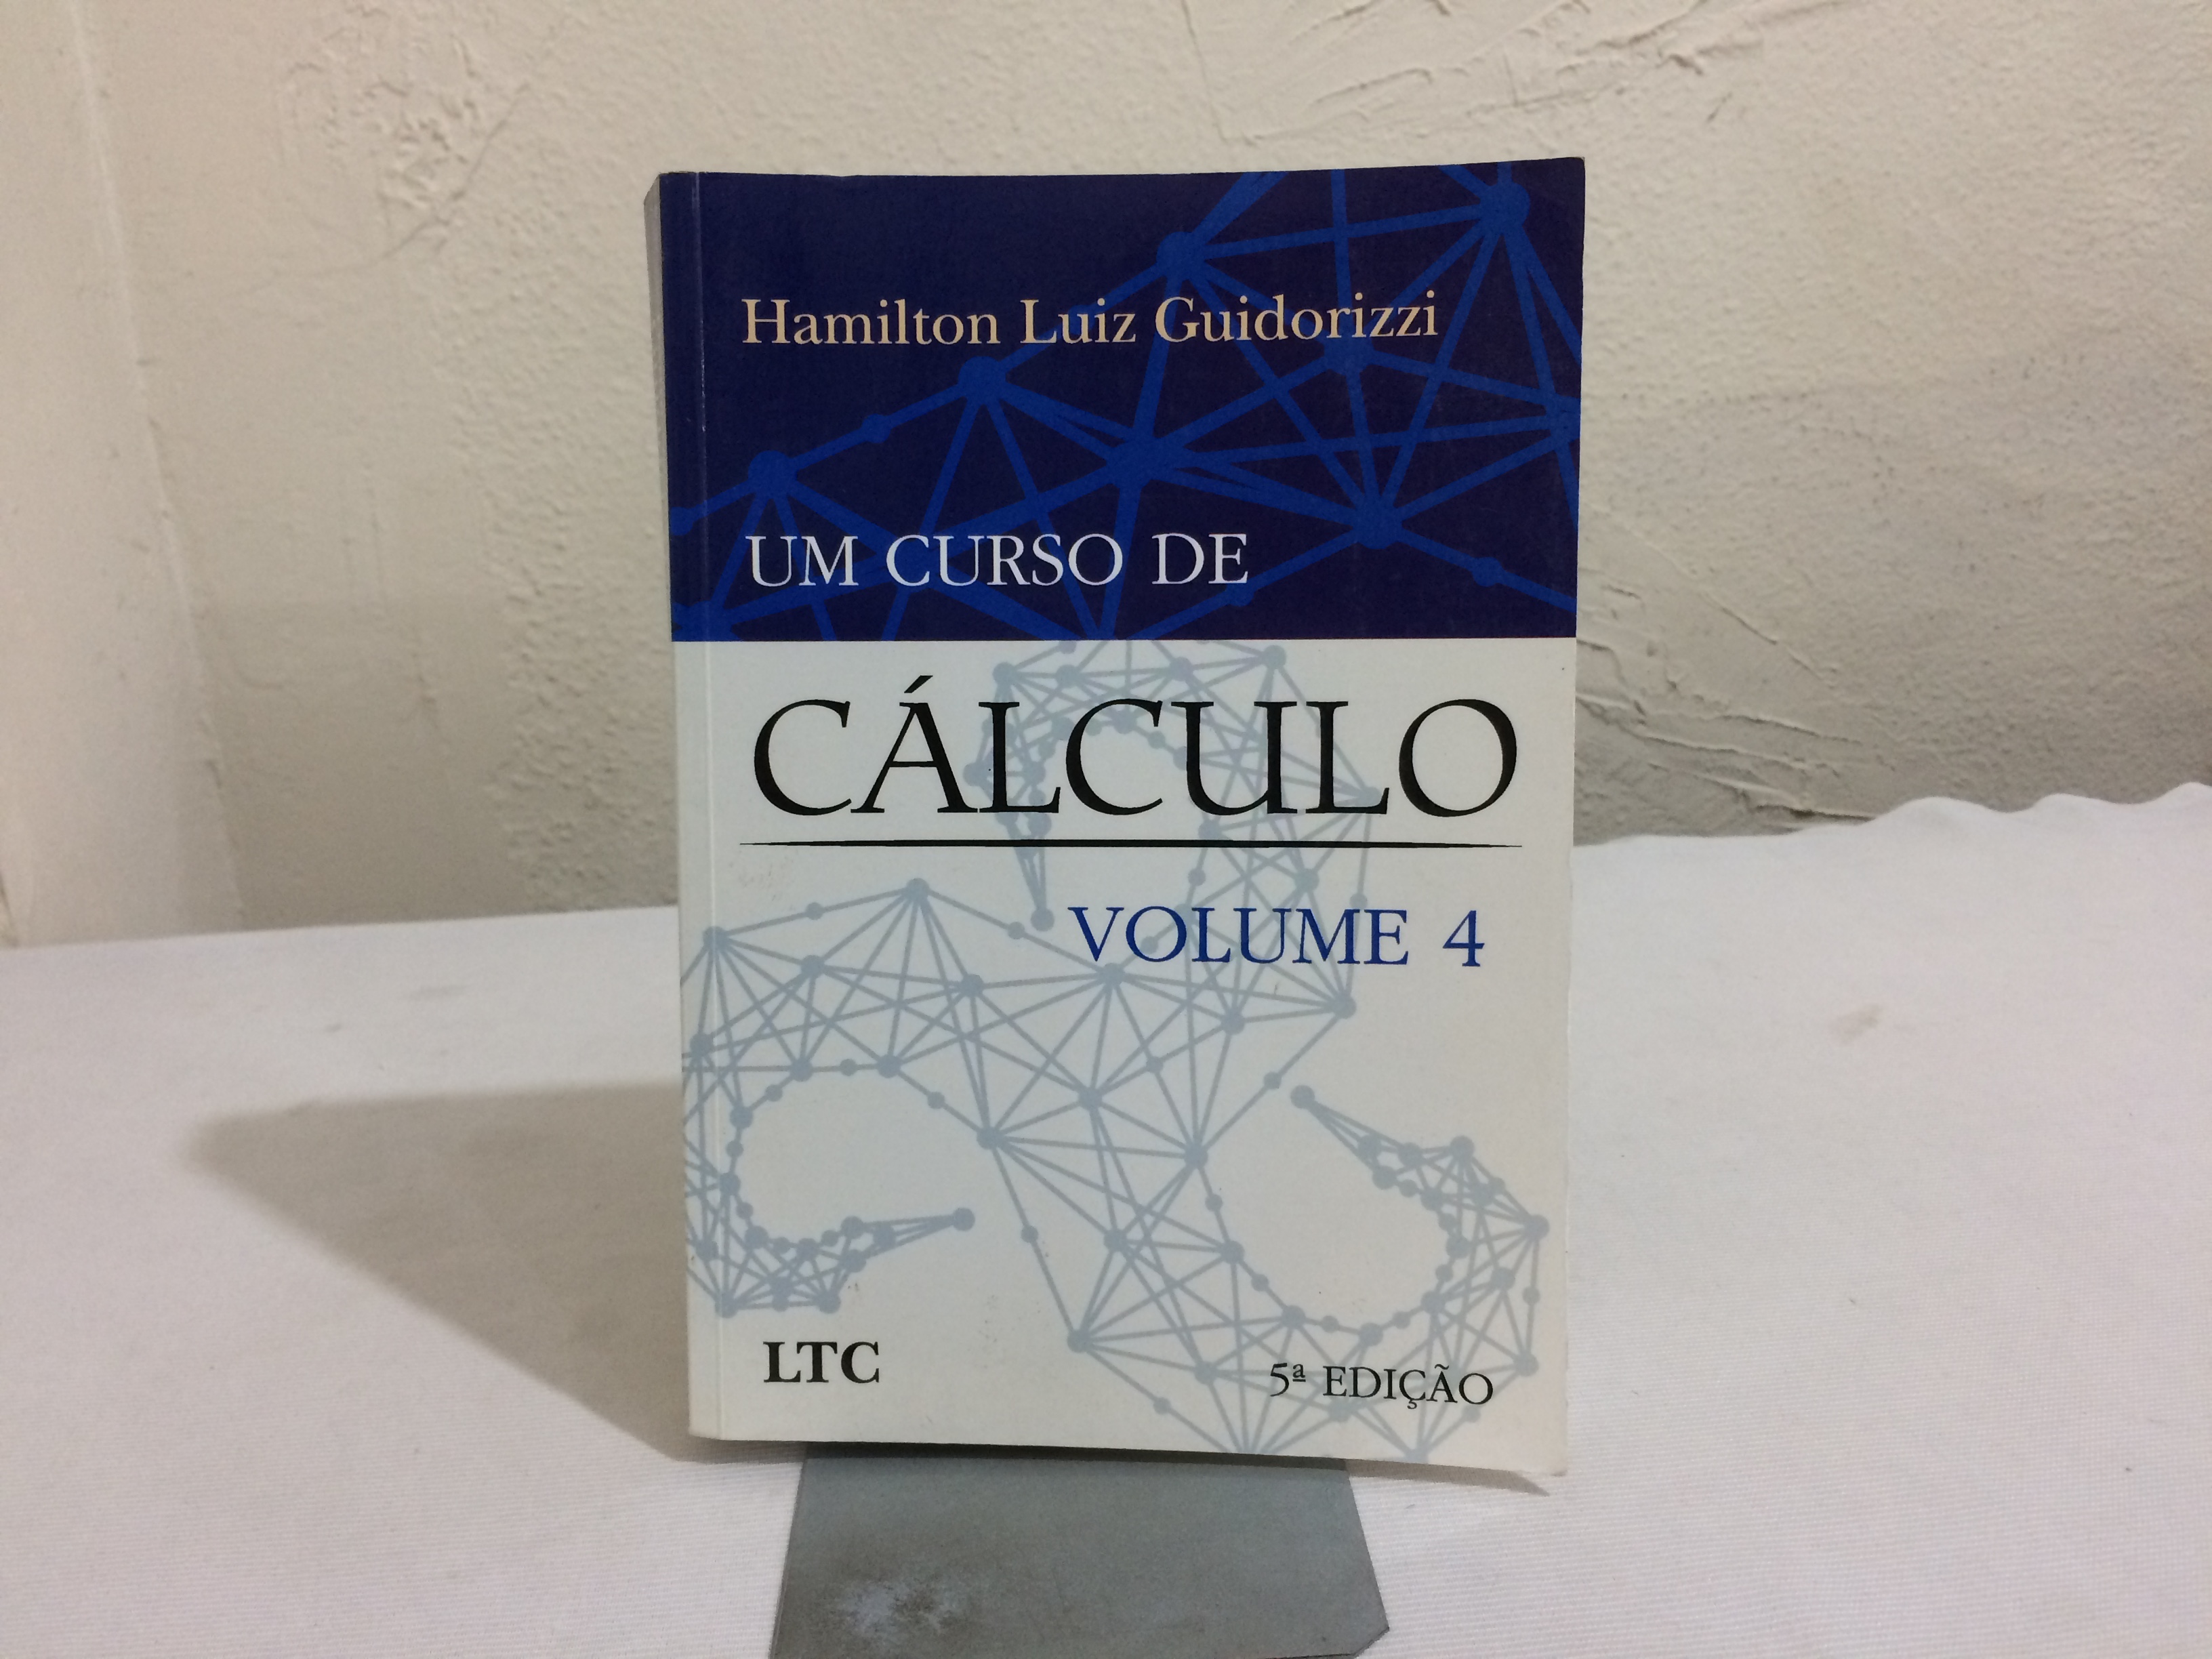 Hamilton Luiz Guidorizzi
UM CURSO DE
CÁLCULO
VOLUME 4
LTC
5ª EDIÇÃO